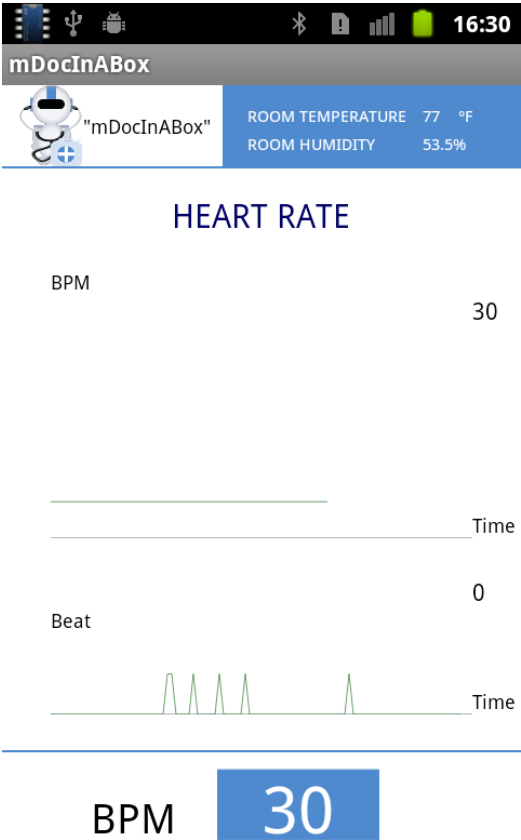 16:30
mDocInABox
"mDocInABox"
ROOM TEMPERATURE 77 ºF
ROOM HUMIDITY 53.5%
HEART RATE
BPM
30
Time
0
Beat
Time
BPM 30